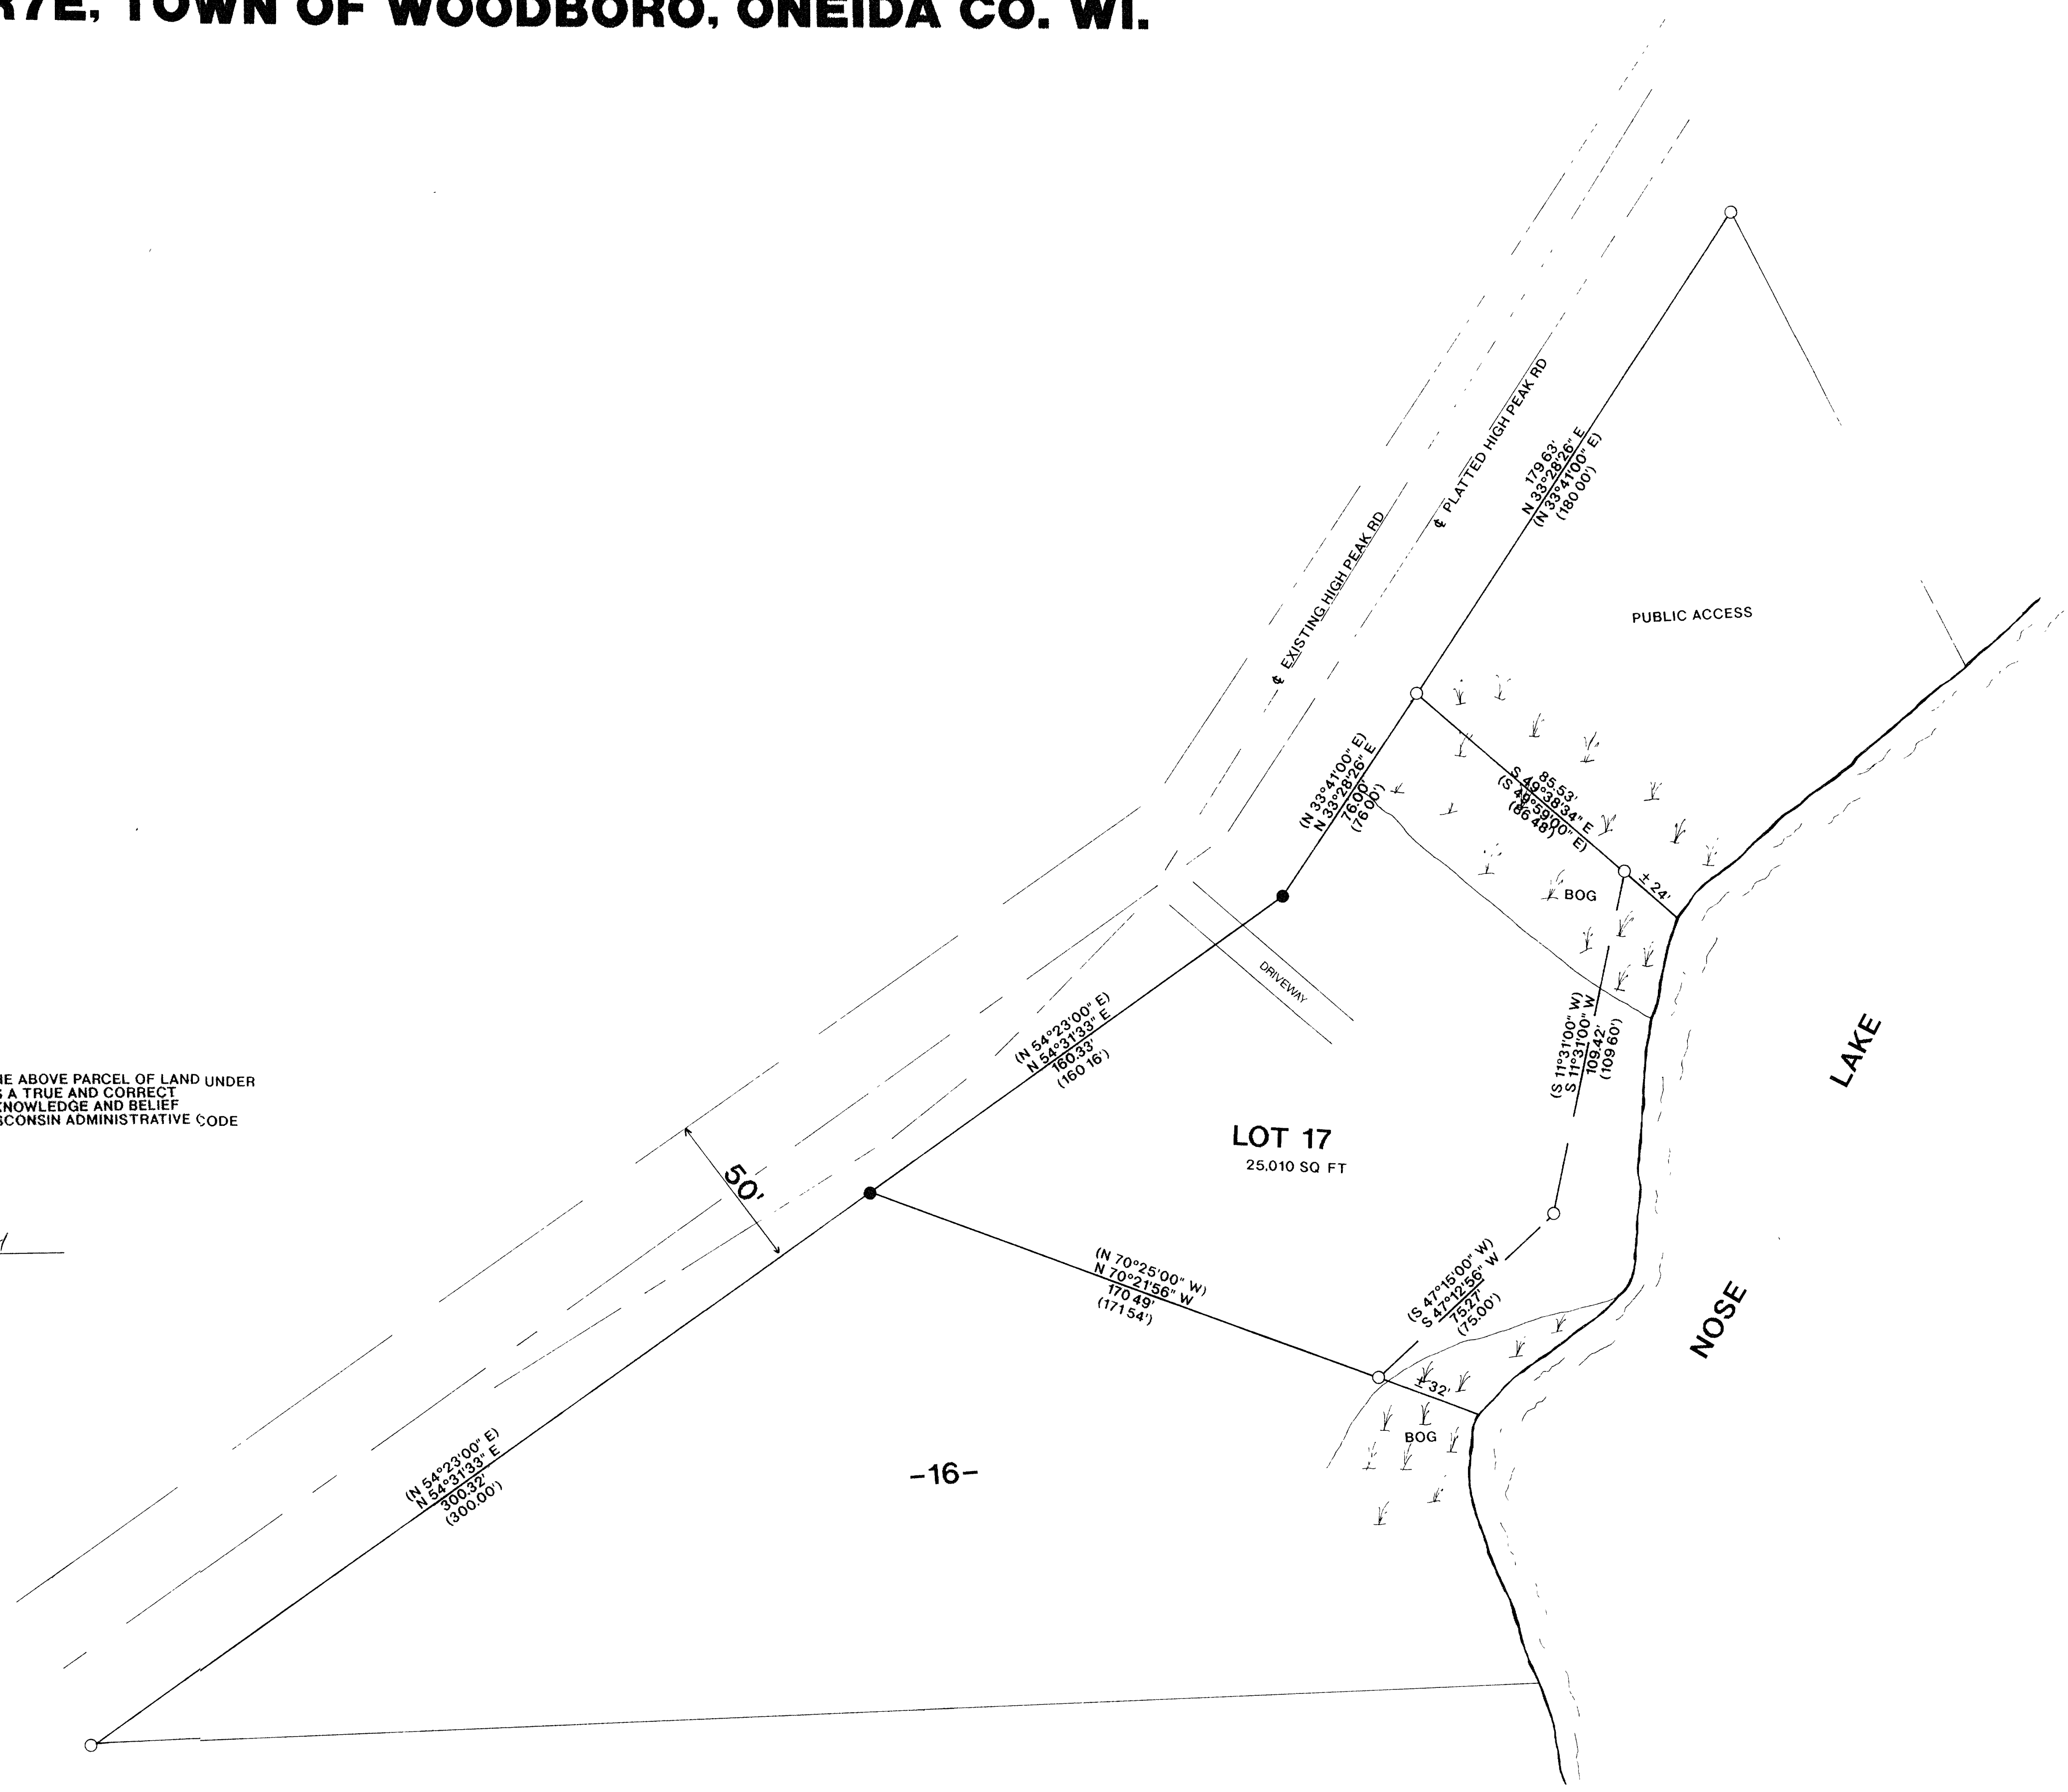 R7E, TOWN OF WOODBORO, ONEIDA CO. WI.
℄ PLATTED HIGH PEAK RD
℄ EXISTING HIGH PEAK RD
179 63'
N 33°28'26" E
(N 33°41'00" E)
(180 00')
PUBLIC ACCESS
(N 33°41'00" E)
N 33°28'26" E
76.00'
(76 00')
85.53'
S 49°38'34" E
(S 49°59'00" E)
(86 48')
± 24'
BOG
DRIVEWAY
(N 54°23'00" E)
N 54°31'33" E
160.33'
(160 16')
(S 11°31'00" W)
S 11°31'00" W
109.42'
(109 60')
LAKE
NOSE
HE ABOVE PARCEL OF LAND UNDER
S A TRUE AND CORRECT
KNOWLEDGE AND BELIEF
SCONSIN ADMINISTRATIVE CODE
LOT 17
25,010 SQ FT
50'
(N 70°25'00" W)
N 70°21'56" W
170 49'
(171 54')
(S 47°15'00" W)
S 47°12'56" W
75.27'
(75.00')
± 32'
BOG
(N 54°23'00" E)
N 54°31'33" E
300.32'
(300.00')
-16-